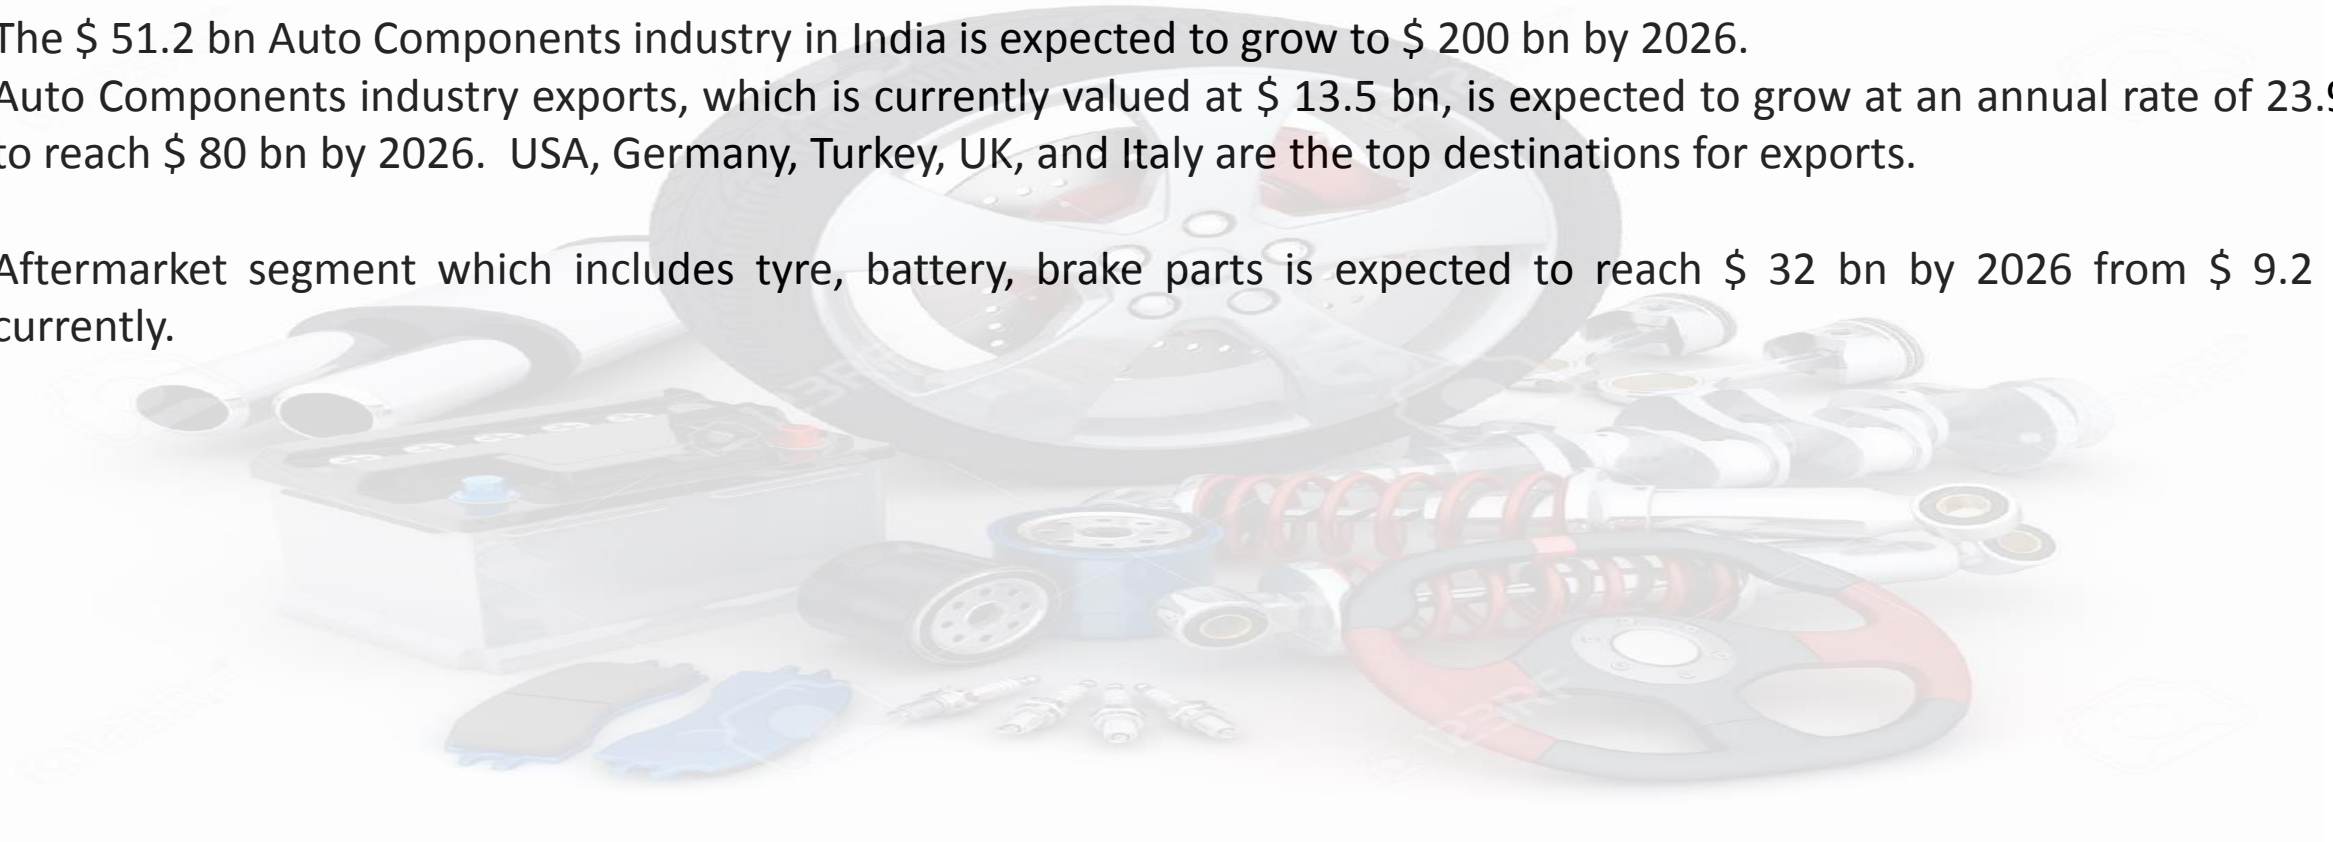 The $ 51.2 bn Auto Components industry in India is expected to grow to $ 200 bn by 2026.
Auto Components industry exports, which is currently valued at $ 13.5 bn, is expected to grow at an annual rate of 23.9
to reach $ 80 bn by 2026. USA, Germany, Turkey, UK, and Italy are the top destinations for exports.
Aftermarket segment which includes tyre, battery, brake parts is expected to reach $ 32 bn by 2026 from $ 9.2
currently.